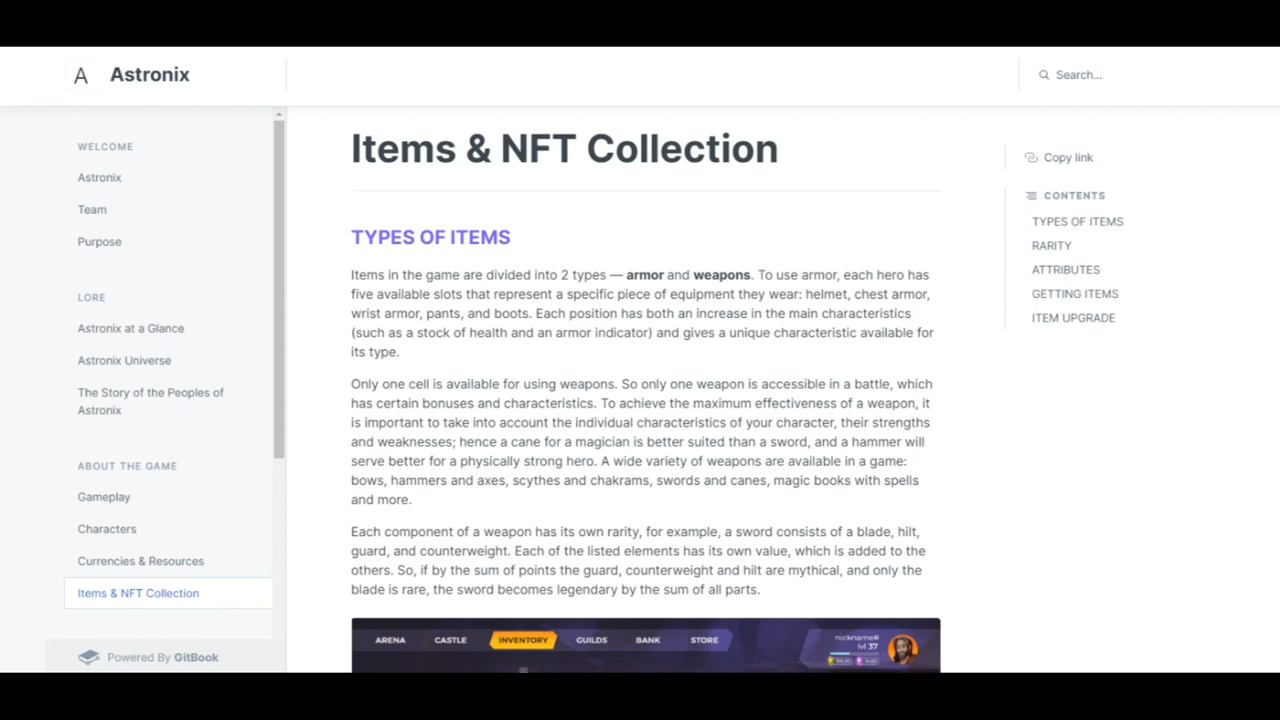 A Astronix
Search...
WELCOME
Astronix
Team
Purpose
LORE
Astronix at a Glance
Astronix Universe
The Story of the Peoples of
Astronix
ABOUT THE GAME
Gameplay
Characters
Currencies & Resources
Items & NFT Collection
Powered By GitBook
Items & NFT Collection
TYPES OF ITEMS
Items in the game are divided into 2 types — armor and weapons. To use armor, each hero has
five available slots that represent a specific piece of equipment they wear: helmet, chest armor,
wrist armor, pants, and boots. Each position has both an increase in the main characteristics
(such as a stock of health and an armor indicator) and gives a unique characteristic available for
its type.
Only one cell is available for using weapons. So only one weapon is accessible in a battle, which
has certain bonuses and characteristics. To achieve the maximum effectiveness of a weapon, it
is important to take into account the individual characteristics of your character, their strengths
and weaknesses; hence a cane for a magician is better suited than a sword, and a hammer will
serve better for a physically strong hero. A wide variety of weapons are available in a game:
bows, hammers and axes, scythes and chakrams, swords and canes, magic books with spells
and more.
Each component of a weapon has its own rarity, for example, a sword consists of a blade, hilt,
guard, and counterweight. Each of the listed elements has its own value, which is added to the
others. So, if by the sum of points the guard, counterweight and hilt are mythical, and only the
blade is rare, the sword becomes legendary by the sum of all parts.
ARENA CASTLE INVENTORY GUILDS BANK STORE
nickname#
lvl 37
Copy link
CONTENTS
TYPES OF ITEMS
RARITY
ATTRIBUTES
GETTING ITEMS
ITEM UPGRADE